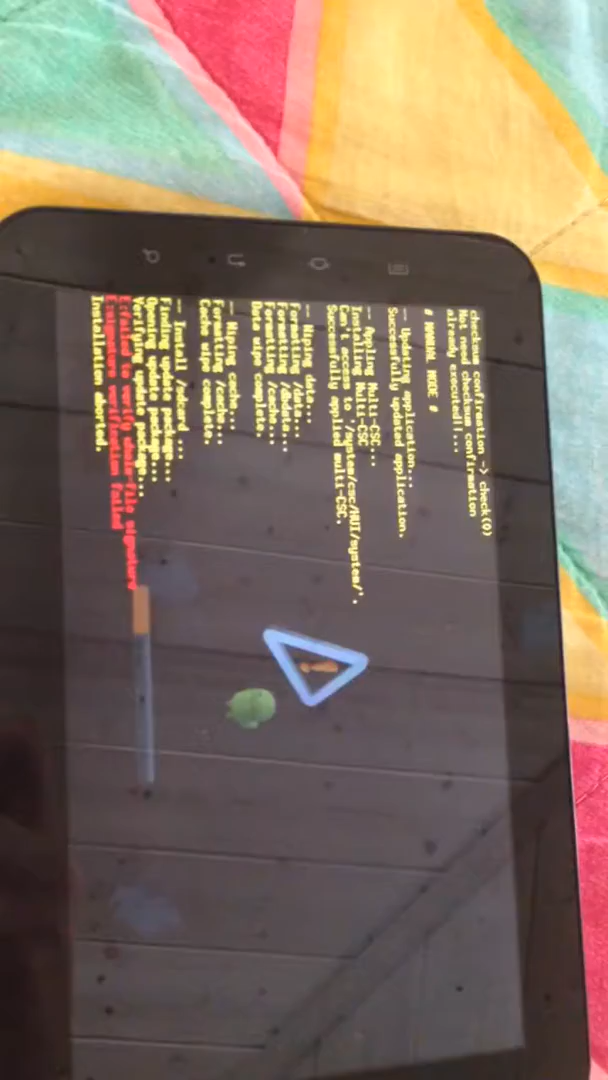 checksum confirmation -> check(0)
Not need checksum confirmation
Already executed!!...
# MANUAL MODE #
-- Updating application...
Successfully updated application.
-- Appling Multi-CSC...
Installing Multi-CSC
Can't access to '/system/csc/HUI/system/'.
Successfully applied multi-CSC.
-- Wiping data...
Formatting /data...
Formatting /dbdata...
Formatting /cache...
Data wipe complete.
-- Wiping cache...
Formatting /cache...
Cache wipe complete.
-- Install /sdcard...
Finding update package...
Opening update package...
Verifying update package...
E:failed to verify whole-file signature
E:signature verification failed
Installation aborted.